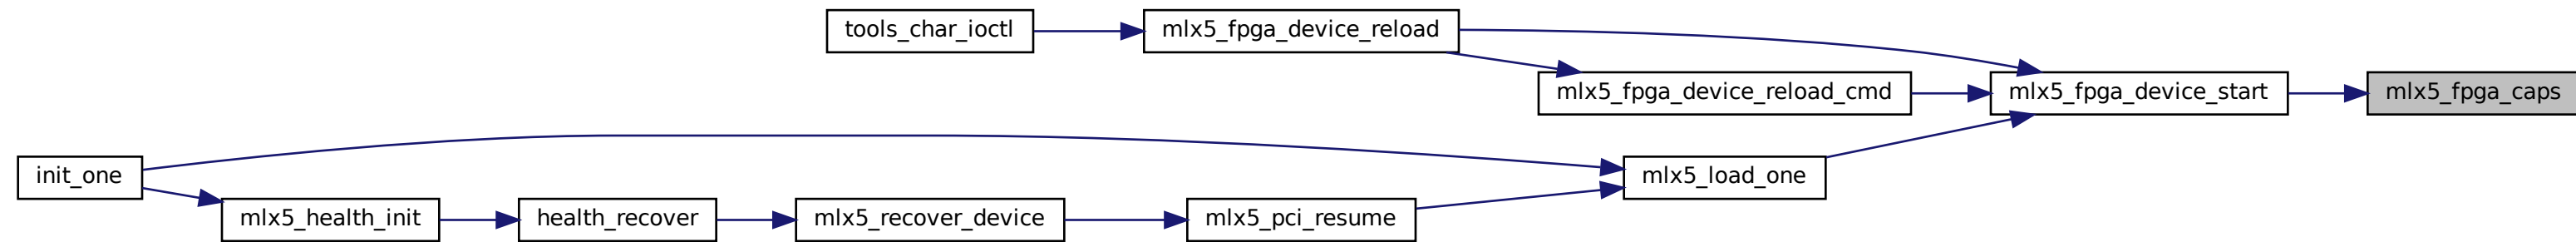 tools_char_ioctl
mlx5_fpga_device_reload
mlx5_fpga_device_reload_cmd
mlx5_fpga_device_start
mlx5_fpga_caps
init_one
mlx5_load_one
mlx5_health_init
health_recover
mlx5_recover_device
mlx5_pci_resume